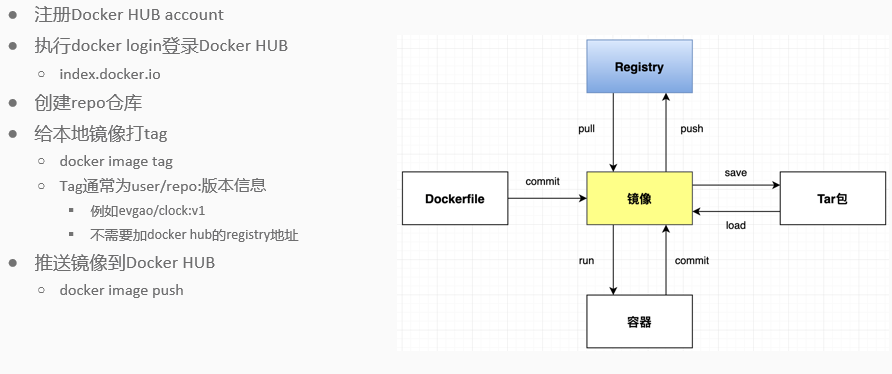 注册Docker HUB account
执行docker login登录Docker HUB
index.docker.io
创建repo仓库
给本地镜像打tag
docker image tag
Tag通常为user/repo:版本信息
例如evgao/clock:v1
不需要加docker hub的registry地址
推送镜像到Docker HUB
docker image push
Registry
pull
push
Dockerfile
commit
镜像
save
load
Tar包
run
commit
容器